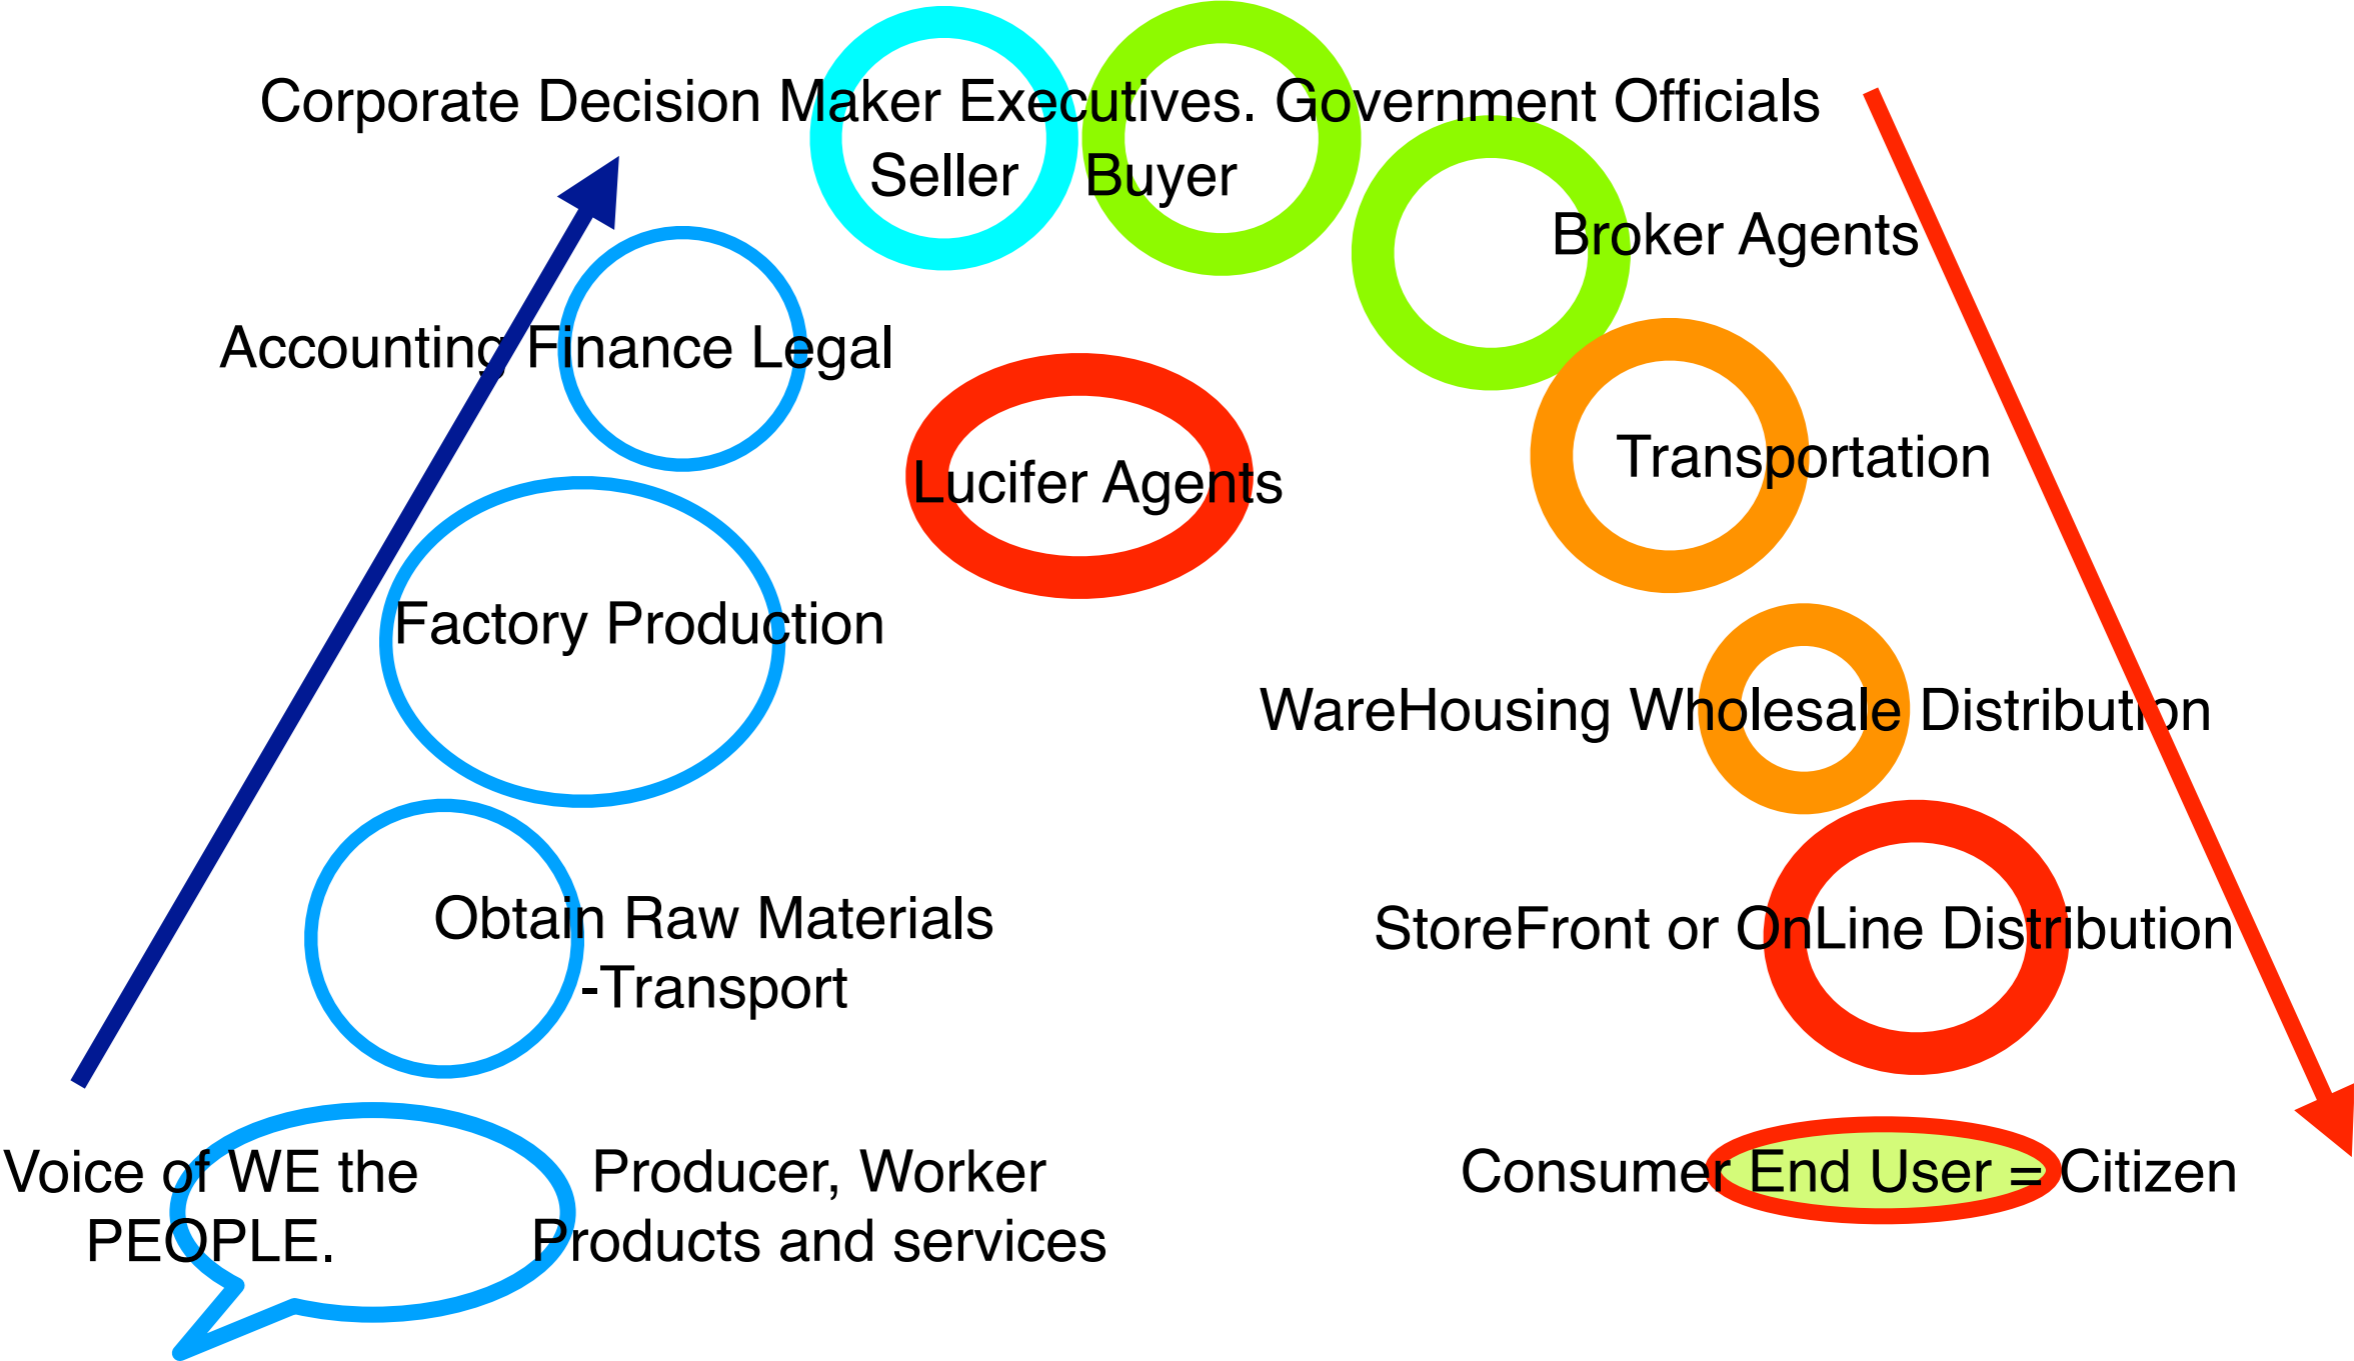 Corporate Decision Maker Executives. Government Officials
Seller
Buyer
Broker Agents
Accounting Finance Legal
Transportation
Lucifer Agents
Factory Production
WareHousing Wholesale Distribution
Obtain Raw Materials
-Transport
StoreFront or OnLine Distribution
Voice of WE the
PEOPLE.
Producer, Worker
Products and services
Consumer End User = Citizen